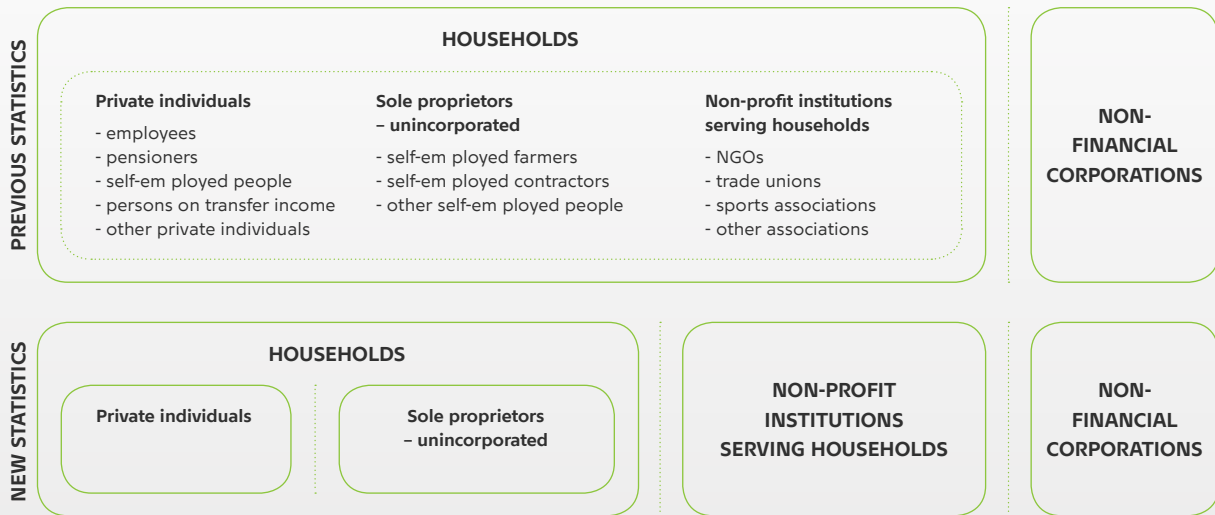 PREVIOUS STATISTICS
HOUSEHOLDS
Private individuals
- employees
- pensioners
- self-em ployed people
- persons on transfer income
- other private individuals
Sole proprietors
– unincorporated
- self-em ployed farmers
- self-em ployed contractors
- other self-em ployed people
Non-profit institutions
serving households
- NGOs
- trade unions
- sports associations
- other associations
NON-
FINANCIAL
CORPORATIONS
NEW STATISTICS
HOUSEHOLDS
Private individuals
Sole proprietors
– unincorporated
NON-PROFIT
INSTITUTIONS
SERVING HOUSEHOLDS
NON-
FINANCIAL
CORPORATIONS